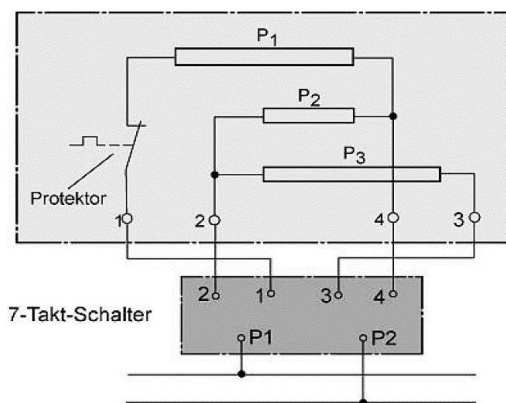 P1
P2
P3
Protektor
1 2 4 3
2 1 3 4
7-Takt-Schalter
P1 P2